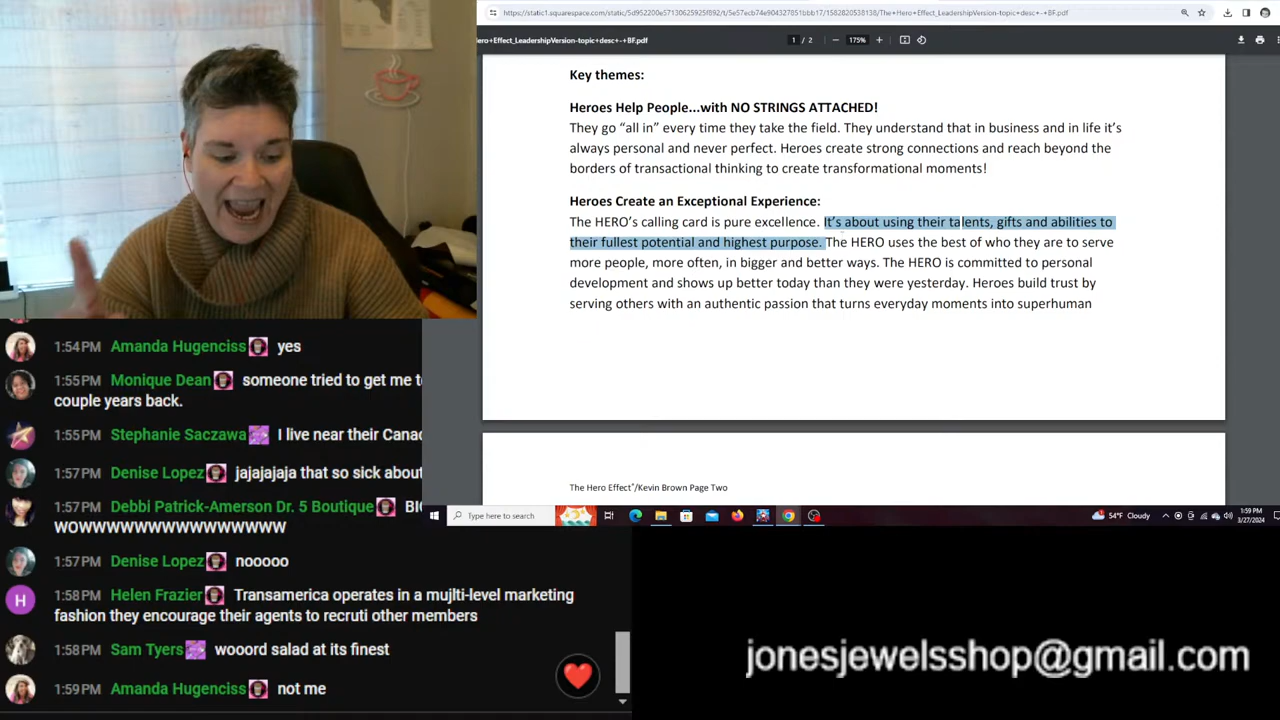 https://static1.squarespace.com/static/5d952200e57130625925f892/t/5e57ecb74e904327851bbb17/1582820538138/The+Hero+Effect_LeadershipVersion-topic+desc+-+BF.pdf
ero+Effect_LeadershipVersion-topic+desc+-+BF.pdf
1 / 2
175%
Key themes:
Heroes Help People...with NO STRINGS ATTACHED!
They go “all in” every time they take the field. They understand that in business and in life it’s
always personal and never perfect. Heroes create strong connections and reach beyond the
borders of transactional thinking to create transformational moments!
Heroes Create an Exceptional Experience:
The HERO’s calling card is pure excellence. It’s about using their talents, gifts and abilities to
their fullest potential and highest purpose. The HERO uses the best of who they are to serve
more people, more often, in bigger and better ways. The HERO is committed to personal
development and shows up better today than they were yesterday. Heroes build trust by
serving others with an authentic passion that turns everyday moments into superhuman
The Hero Effect®/Kevin Brown Page Two
Type here to search
54°F Cloudy
1:59 PM
3/27/2024
1:54PM Amanda Hugenciss yes
1:55PM Monique Dean someone tried to get me t
couple years back.
1:55PM Stephanie Saczawa I live near their Cana
1:57PM Denise Lopez jajajajaja that so sick abou
1:57PM Debbi Patrick-Amerson Dr. 5 Boutique BI
WOWWWWWWWWWWWWWWWW
1:57PM Denise Lopez nooooo
1:58PM Helen Frazier Transamerica operates in a mujlti-level marketing
fashion they encourage their agents to recruti other members
1:58PM Sam Tyers wooord salad at its finest
1:59PM Amanda Hugenciss not me
H
jonesjewelsshop@gmail.com